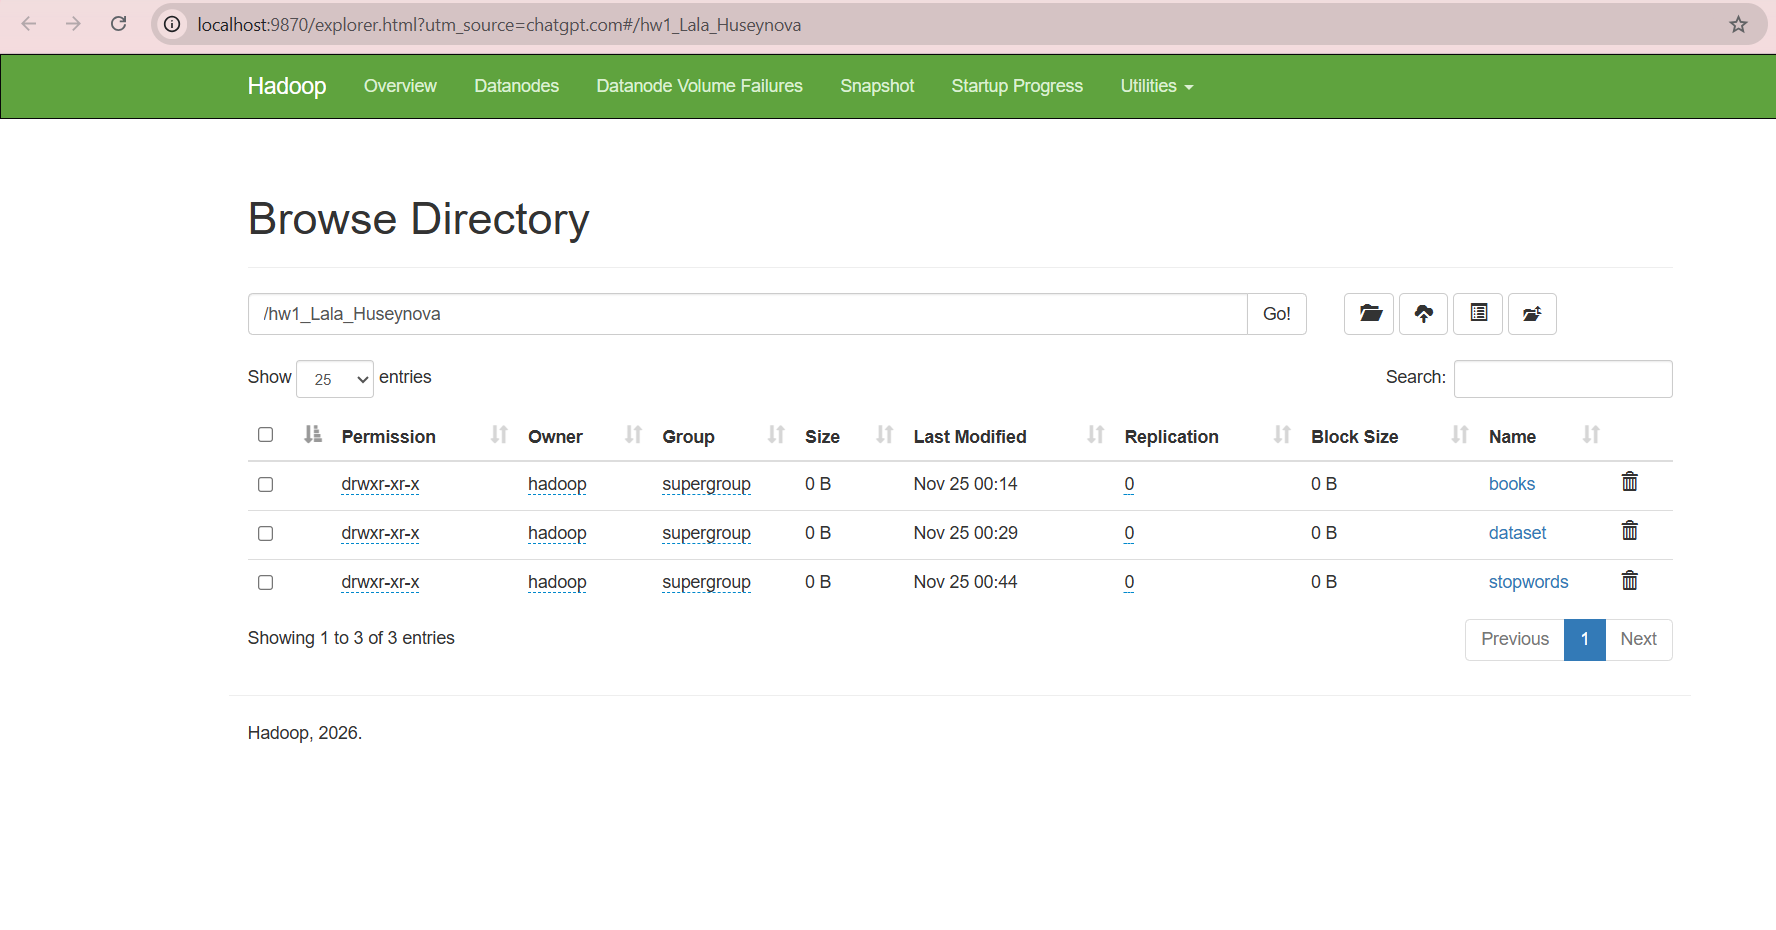 localhost:9870/explorer.html?utm_source=chatgpt.com#/hw1_Lala_Huseynova
Hadoop Overview Datanodes Datanode Volume Failures Snapshot Startup Progress Utilities
Browse Directory
/hw1_Lala_Huseynova Go!
Show 25 entries Search:
Permission Owner Group Size Last Modified Replication Block Size Name
drwxr-xr-x hadoop supergroup 0 B Nov 25 00:14 0 0 B books
drwxr-xr-x hadoop supergroup 0 B Nov 25 00:29 0 0 B dataset
drwxr-xr-x hadoop supergroup 0 B Nov 25 00:44 0 0 B stopwords
Showing 1 to 3 of 3 entries Previous 1 Next
Hadoop, 2026.